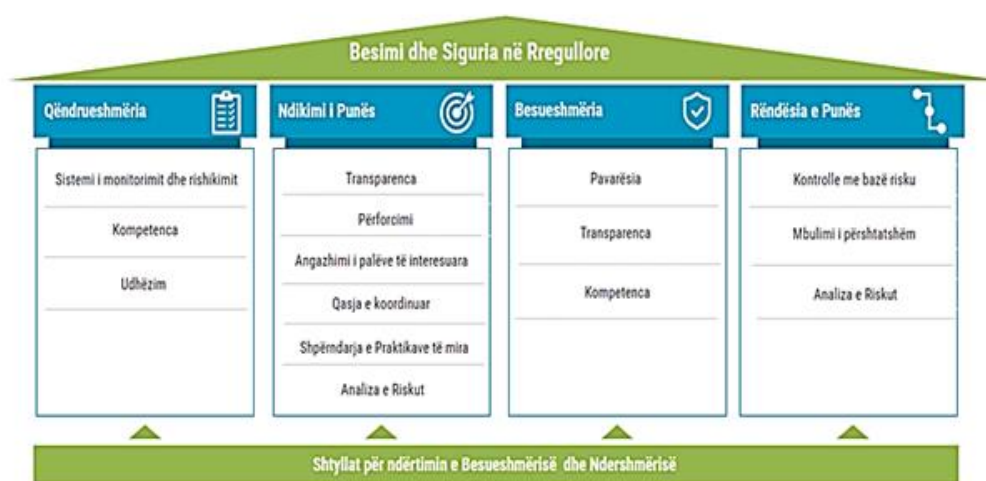 Besimi dhe Siguria në Rregullore
Qëndrueshmëria
Sistemi i monitorimit dhe rishikimit
Kompetenca
Udhëzim
Ndikimi i Punës
Transparenca
Përforcimi
Angazhimi i palëve të interesuara
Qasja e koordinuar
Shpërndarja e Praktikave të mira
Analiza e Riskut
Besueshmëria
Pavarësia
Transparenca
Kompetenca
Rëndësia e Punës
Kontrolle me bazë risku
Mbulimi i përshtatshëm
Analiza e Riskut
Shtyllat për ndërtimin e Besueshmërisë dhe Ndershmërisë